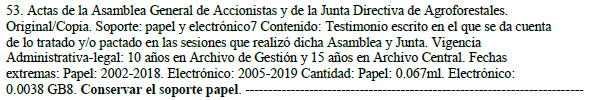 53. Actas de la Asamblea General de Accionistas y de la Junta Directiva de Agroforestales.
Original/Copia. Soporte: papel y electrónico7 Contenido: Testimonio escrito en el que se da cuenta
de lo tratado y/o pactado en las sesiones que realizó dicha Asamblea y Junta. Vigencia
Administrativa-legal: 10 años en Archivo de Gestión y 15 años en Archivo Central. Fechas
extremas: Papel: 2002-2018. Electrónico: 2005-2019 Cantidad: Papel: 0.067ml. Electrónico:
0.0038 GB8. Conservar el soporte papel. ------------------------------------------------------------------------